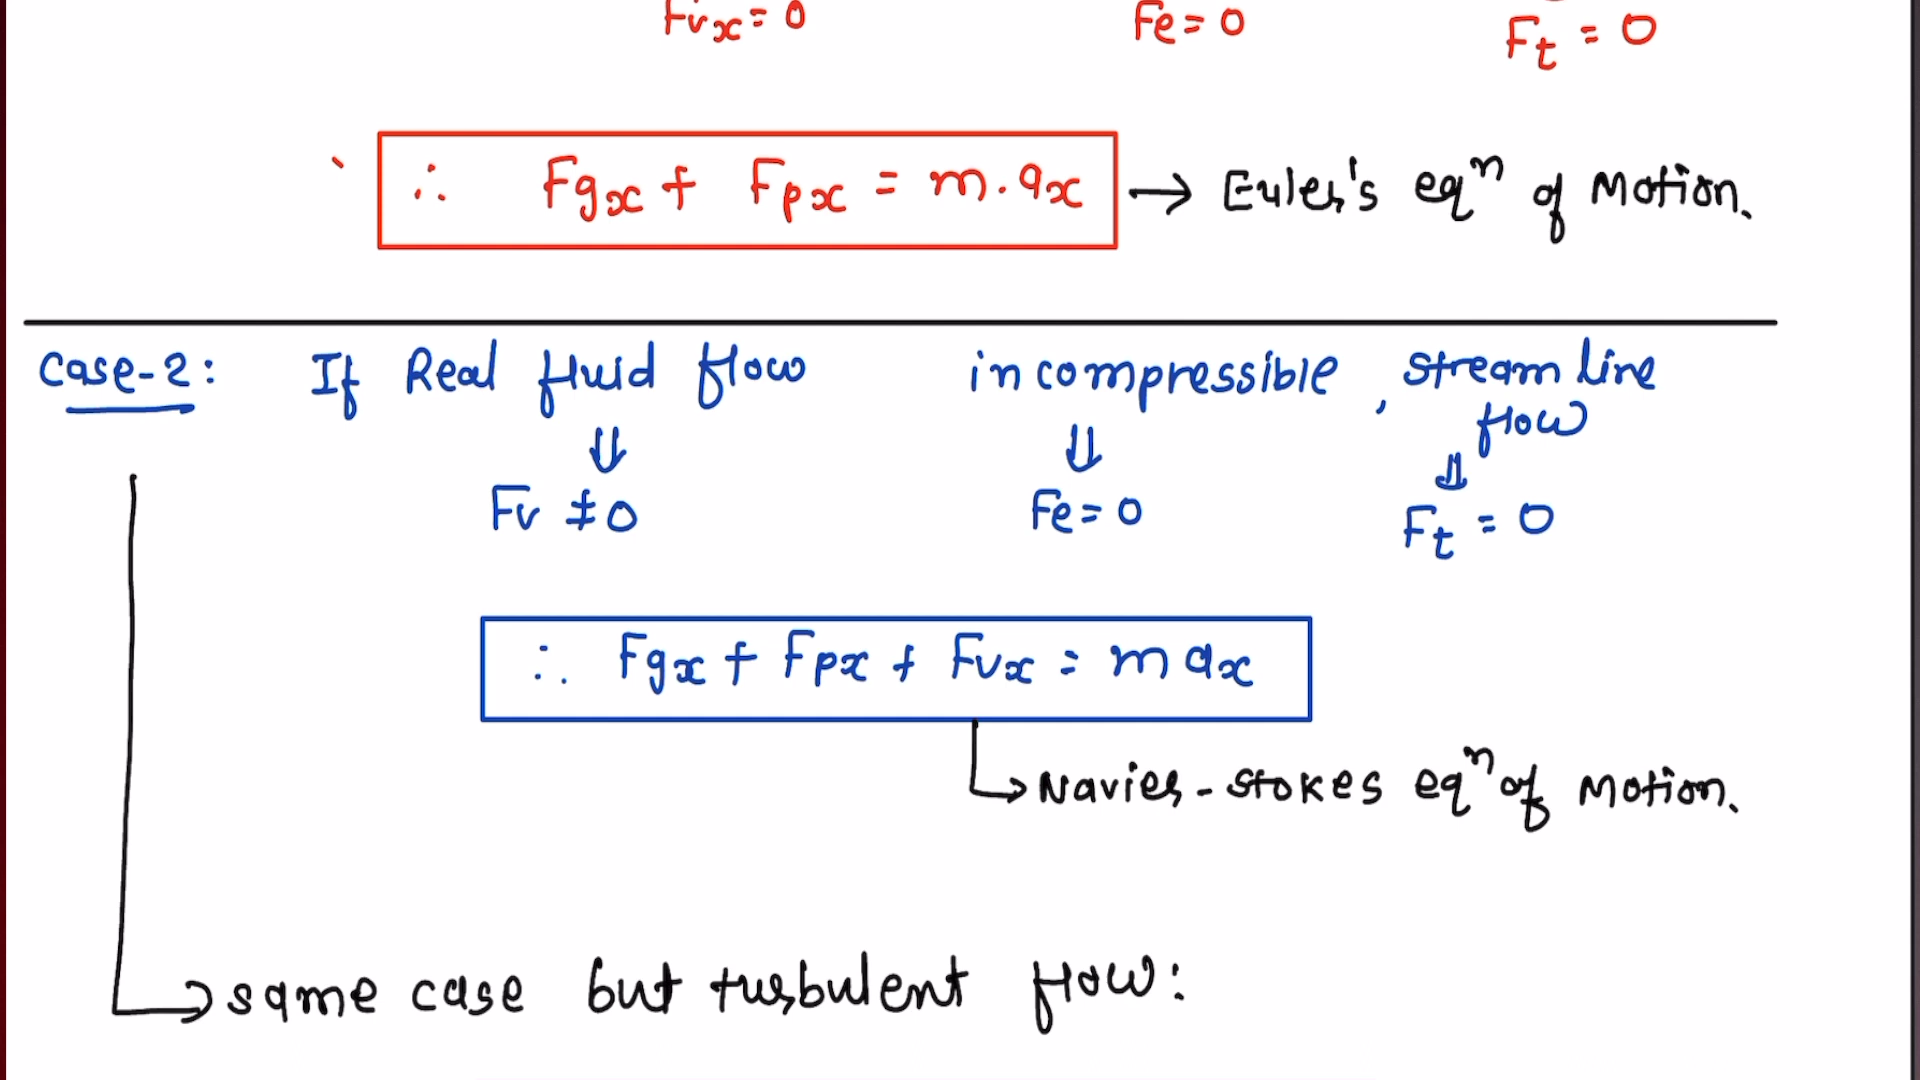 Fvx = 0 Fe = 0 Ft = 0
∴ Fgx + Fpx = m.ax → Euler's eqⁿ of Motion.
Case-2: If Real fluid flow incompressible, stream line
flow
⇓ ⇓ ⇓
Fv ≠ 0 Fe = 0 Ft = 0
∴ Fgx + Fpx + Fvx = m ax
↳ Navier - stokes eqⁿ of Motion.
↳ same case but turbulent flow: